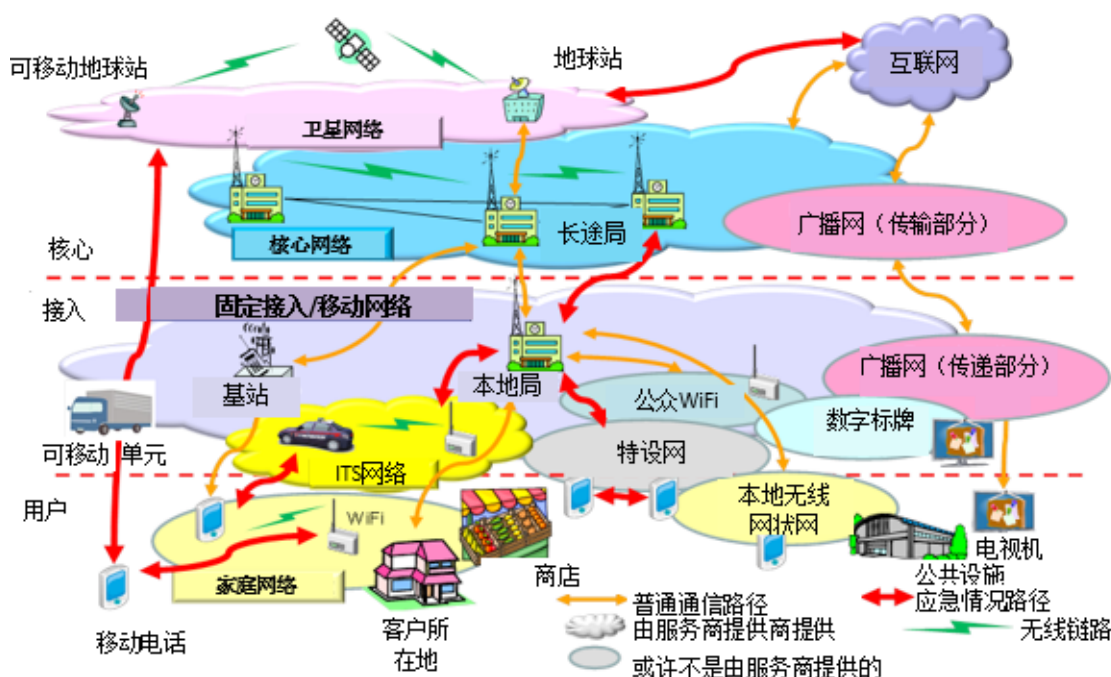 可移动地球站
地球站
互联网
卫星网络
核心网络
长途局
广播网（传输部分）
核心
接入
固定接入/移动网络
基站
本地局
广播网（传递部分）
公众WiFi
数字标牌
可移动 单元
ITS网络
特设网
用户
WiFi
本地无线
网状网
家庭网络
商店
电视机
公共设施
移动电话
客户所
在地
普通通信路径
应急情况路径
由服务商提供商提供
无线链路
或许不是由服务商提供的